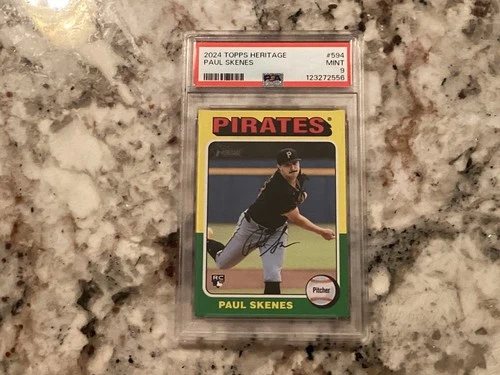 2024 TOPPS HERITAGE #594
PAUL SKENES MINT
9
PSA 123272556
PIRATES
RC
Pitcher
PAUL SKENES